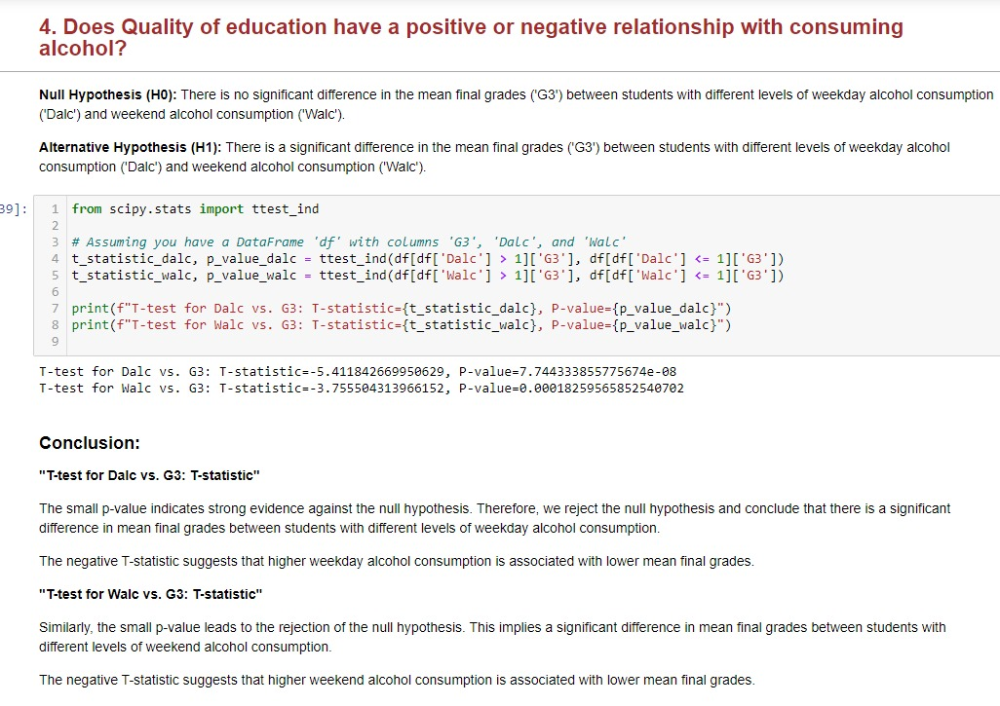 4. Does Quality of education have a positive or negative relationship with consuming
alcohol?
Null Hypothesis (H0): There is no significant difference in the mean final grades ('G3') between students with different levels of weekday alcohol consumption
('Dalc') and weekend alcohol consumption ('Walc').
Alternative Hypothesis (H1): There is a significant difference in the mean final grades ('G3') between students with different levels of weekday alcohol
consumption ('Dalc') and weekend alcohol consumption ('Walc').
39]: 1 from scipy.stats import ttest_ind
2
3 # Assuming you have a DataFrame 'df' with columns 'G3', 'Dalc', and 'Walc'
4 t_statistic_dalc, p_value_dalc = ttest_ind(df[df['Dalc'] > 1]['G3'], df[df['Dalc'] <= 1]['G3'])
5 t_statistic_walc, p_value_walc = ttest_ind(df[df['Walc'] > 1]['G3'], df[df['Walc'] <= 1]['G3'])
6
7 print(f"T-test for Dalc vs. G3: T-statistic={t_statistic_dalc}, P-value={p_value_dalc}")
8 print(f"T-test for Walc vs. G3: T-statistic={t_statistic_walc}, P-value={p_value_walc}")
9
T-test for Dalc vs. G3: T-statistic=-5.411842669950629, P-value=7.744333855775674e-08
T-test for Walc vs. G3: T-statistic=-3.755504313966152, P-value=0.00018259565852540702
Conclusion:
"T-test for Dalc vs. G3: T-statistic"
The small p-value indicates strong evidence against the null hypothesis. Therefore, we reject the null hypothesis and conclude that there is a significant
difference in mean final grades between students with different levels of weekday alcohol consumption.
The negative T-statistic suggests that higher weekday alcohol consumption is associated with lower mean final grades.
"T-test for Walc vs. G3: T-statistic"
Similarly, the small p-value leads to the rejection of the null hypothesis. This implies a significant difference in mean final grades between students with
different levels of weekend alcohol consumption.
The negative T-statistic suggests that higher weekend alcohol consumption is associated with lower mean final grades.